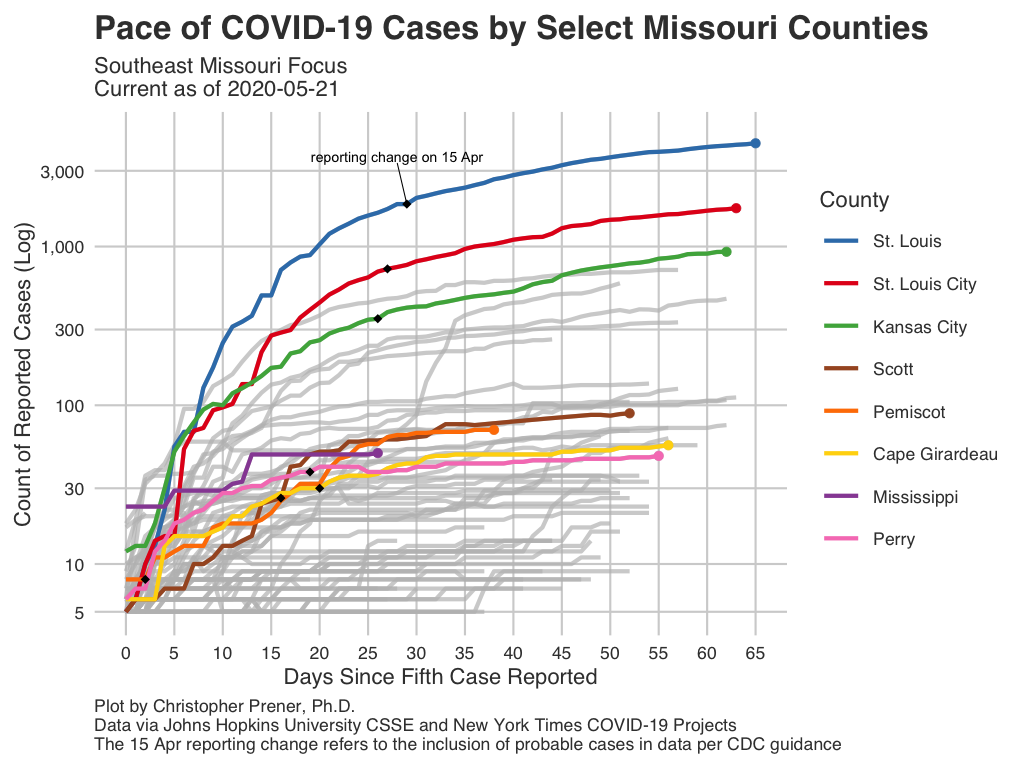 Pace of COVID-19 Cases by Select Missouri Counties
Southeast Missouri Focus
Current as of 2020-05-21
reporting change on 15 Apr
3,000
1,000
300
100
30
10
5
Count of Reported Cases (Log)
0 5 10 15 20 25 30 35 40 45 50 55 60 65
Days Since Fifth Case Reported
County
St. Louis
St. Louis City
Kansas City
Scott
Pemiscot
Cape Girardeau
Mississippi
Perry
Plot by Christopher Prener, Ph.D.
Data via Johns Hopkins University CSSE and New York Times COVID-19 Projects
The 15 Apr reporting change refers to the inclusion of probable cases in data per CDC guidance